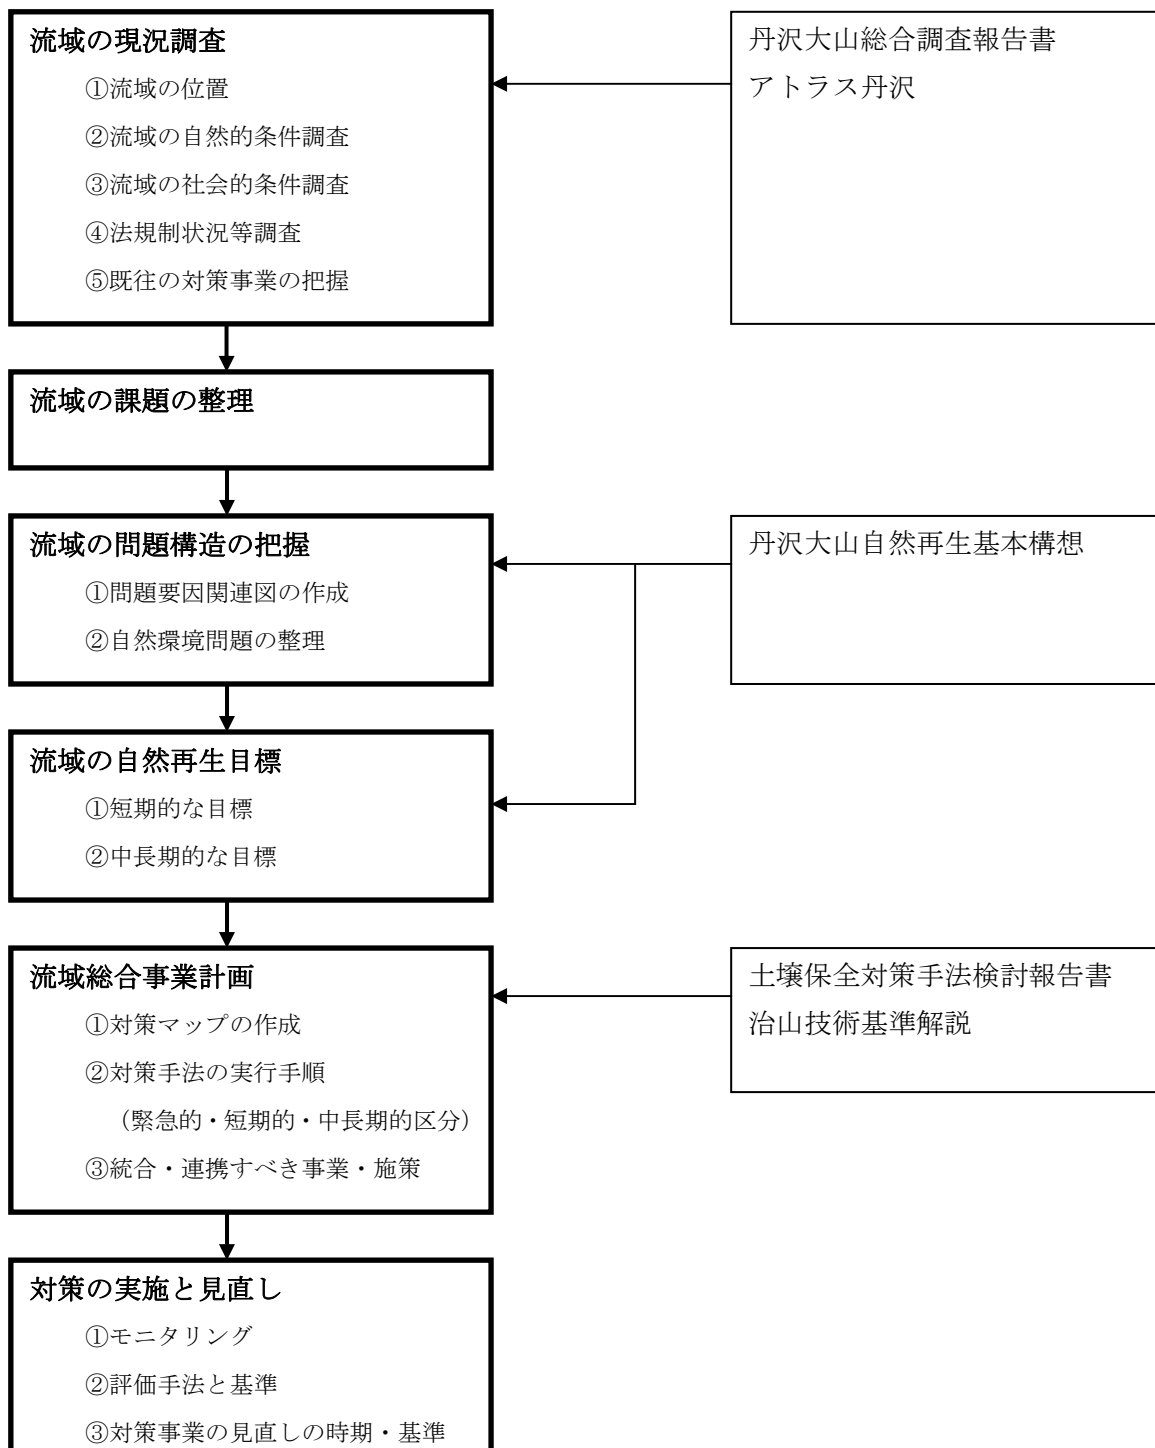 流域の現況調査
①流域の位置
②流域の自然的条件調査
③流域の社会的条件調査
④法規制状況等調査
⑤既往の対策事業の把握
丹沢大山総合調査報告書
アトラス丹沢
流域の課題の整理
流域の問題構造の把握
①問題要因関連図の作成
②自然環境問題の整理
丹沢大山自然再生基本構想
流域の自然再生目標
①短期的な目標
②中長期的な目標
流域総合事業計画
①対策マップの作成
②対策手法の実行手順
（緊急的・短期的・中長期的区分）
③統合・連携すべき事業・施策
土壌保全対策手法検討報告書
治山技術基準解説
対策の実施と見直し
①モニタリング
②評価手法と基準
③対策事業の見直しの時期・基準